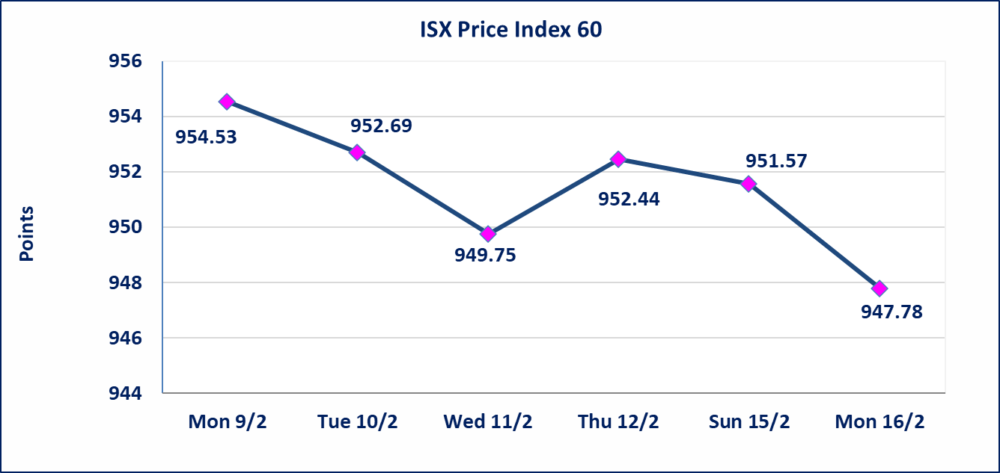 ISX Price Index 60
956
954
952
950
948
946
944
Points
954.53
952.69
949.75
952.44
951.57
947.78
Mon 9/2
Tue 10/2
Wed 11/2
Thu 12/2
Sun 15/2
Mon 16/2